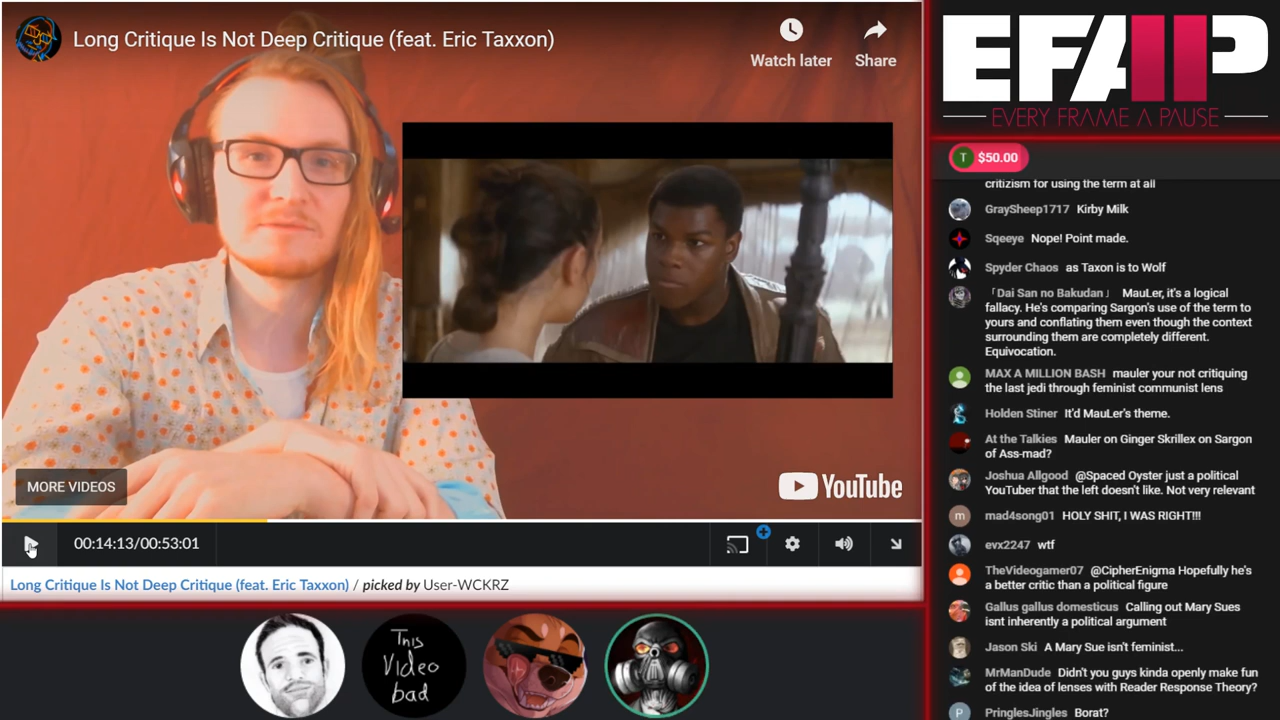 Long Critique Is Not Deep Critique (feat. Eric Taxxon)
Watch later
Share
MORE VIDEOS
YouTube
00:14:13/00:53:01
Long Critique Is Not Deep Critique (feat. Eric Taxxon) / picked by User-WCKRZ
This
Video
bad
EFAP
EVERY FRAME A PAUSE
T $50.00
critizism for using the term at all
GraySheep1717 Kirby Milk
Sqeeye Nope! Point made.
Spyder Chaos as Taxon is to Wolf
「Dai San no Bakudan」 MauLer, it's a logical
fallacy. He's comparing Sargon's use of the term to
yours and conflating them even though the context
surrounding them are completely different.
Equivocation.
MAX A MILLION BASH mauler your not critiquing
the last jedi through feminist communist lens
Holden Stiner It'd MauLer's theme.
At the Talkies Mauler on Ginger Skrillex on Sargon
of Ass-mad?
Joshua Allgood @Spaced Oyster just a political
YouTuber that the left doesn't like. Not very relevant
m mad4song01 HOLY SHIT, I WAS RIGHT!!!
evx2247 wtf
TheVideogamer07 @CipherEnigma Hopefully he's
a better critic than a political figure
Gallus gallus domesticus Calling out Mary Sues
isnt inherently a political argument
Jason Ski A Mary Sue isn't feminist...
MrManDude Didn't you guys kinda openly make fun
of the idea of lenses with Reader Response Theory?
P PringlesJingles Borat?